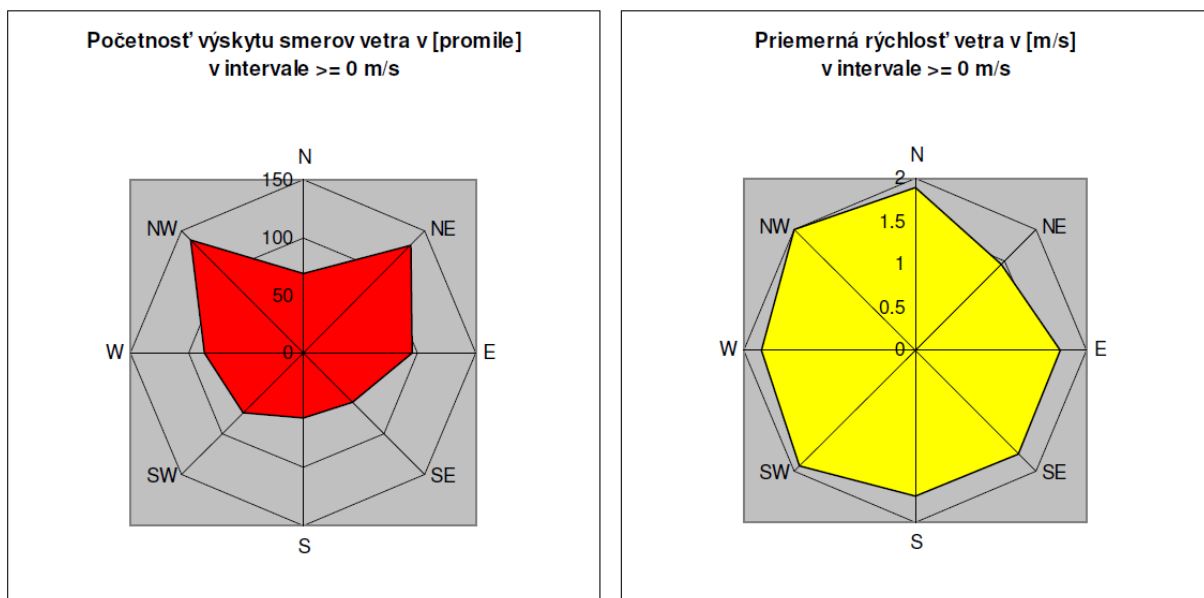 Početnosť výskytu smerov vetra v [promile]
v intervale >= 0 m/s
N
150
NW
NE
100
50
W
0
E
SW
SE
S
Priemerná rýchlosť vetra v [m/s]
v intervale >= 0 m/s
N
2
NW
NE
1.5
1
0.5
W
0
E
SW
SE
S